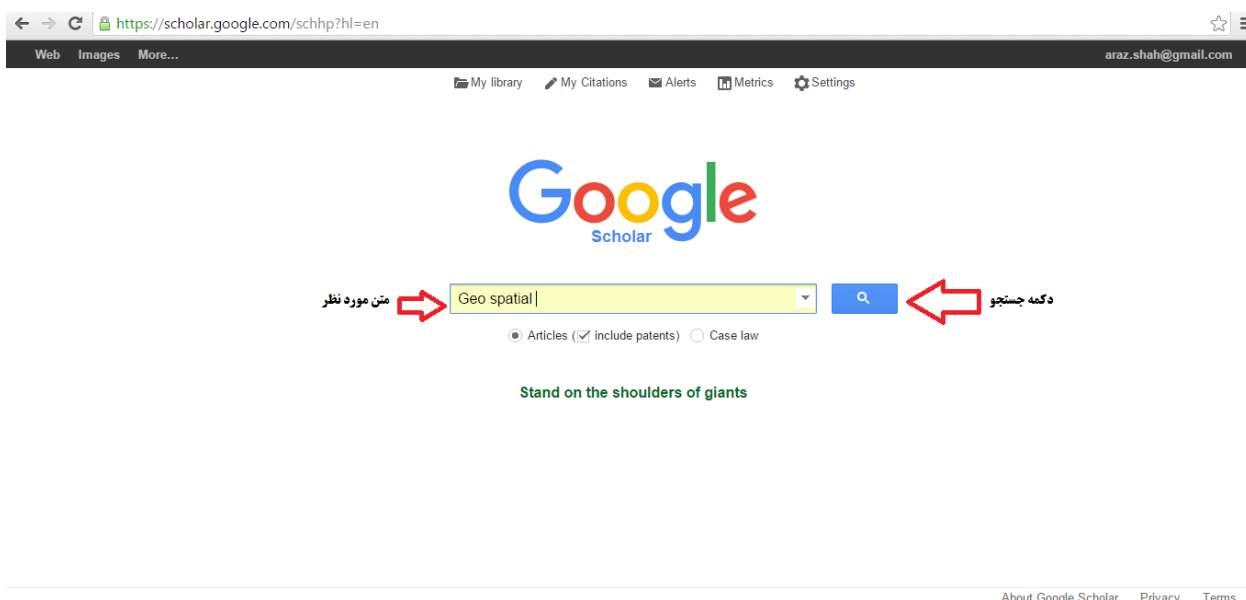 https://scholar.google.com/schhp?hl=en
Web Images More... araz.shah@gmail.com
My library My Citations Alerts Metrics Settings
Google
Scholar
متن مورد نظر Geo spatial دکمه جستجو
Articles (include patents) Case law
Stand on the shoulders of giants
About Google Scholar Privacy Terms